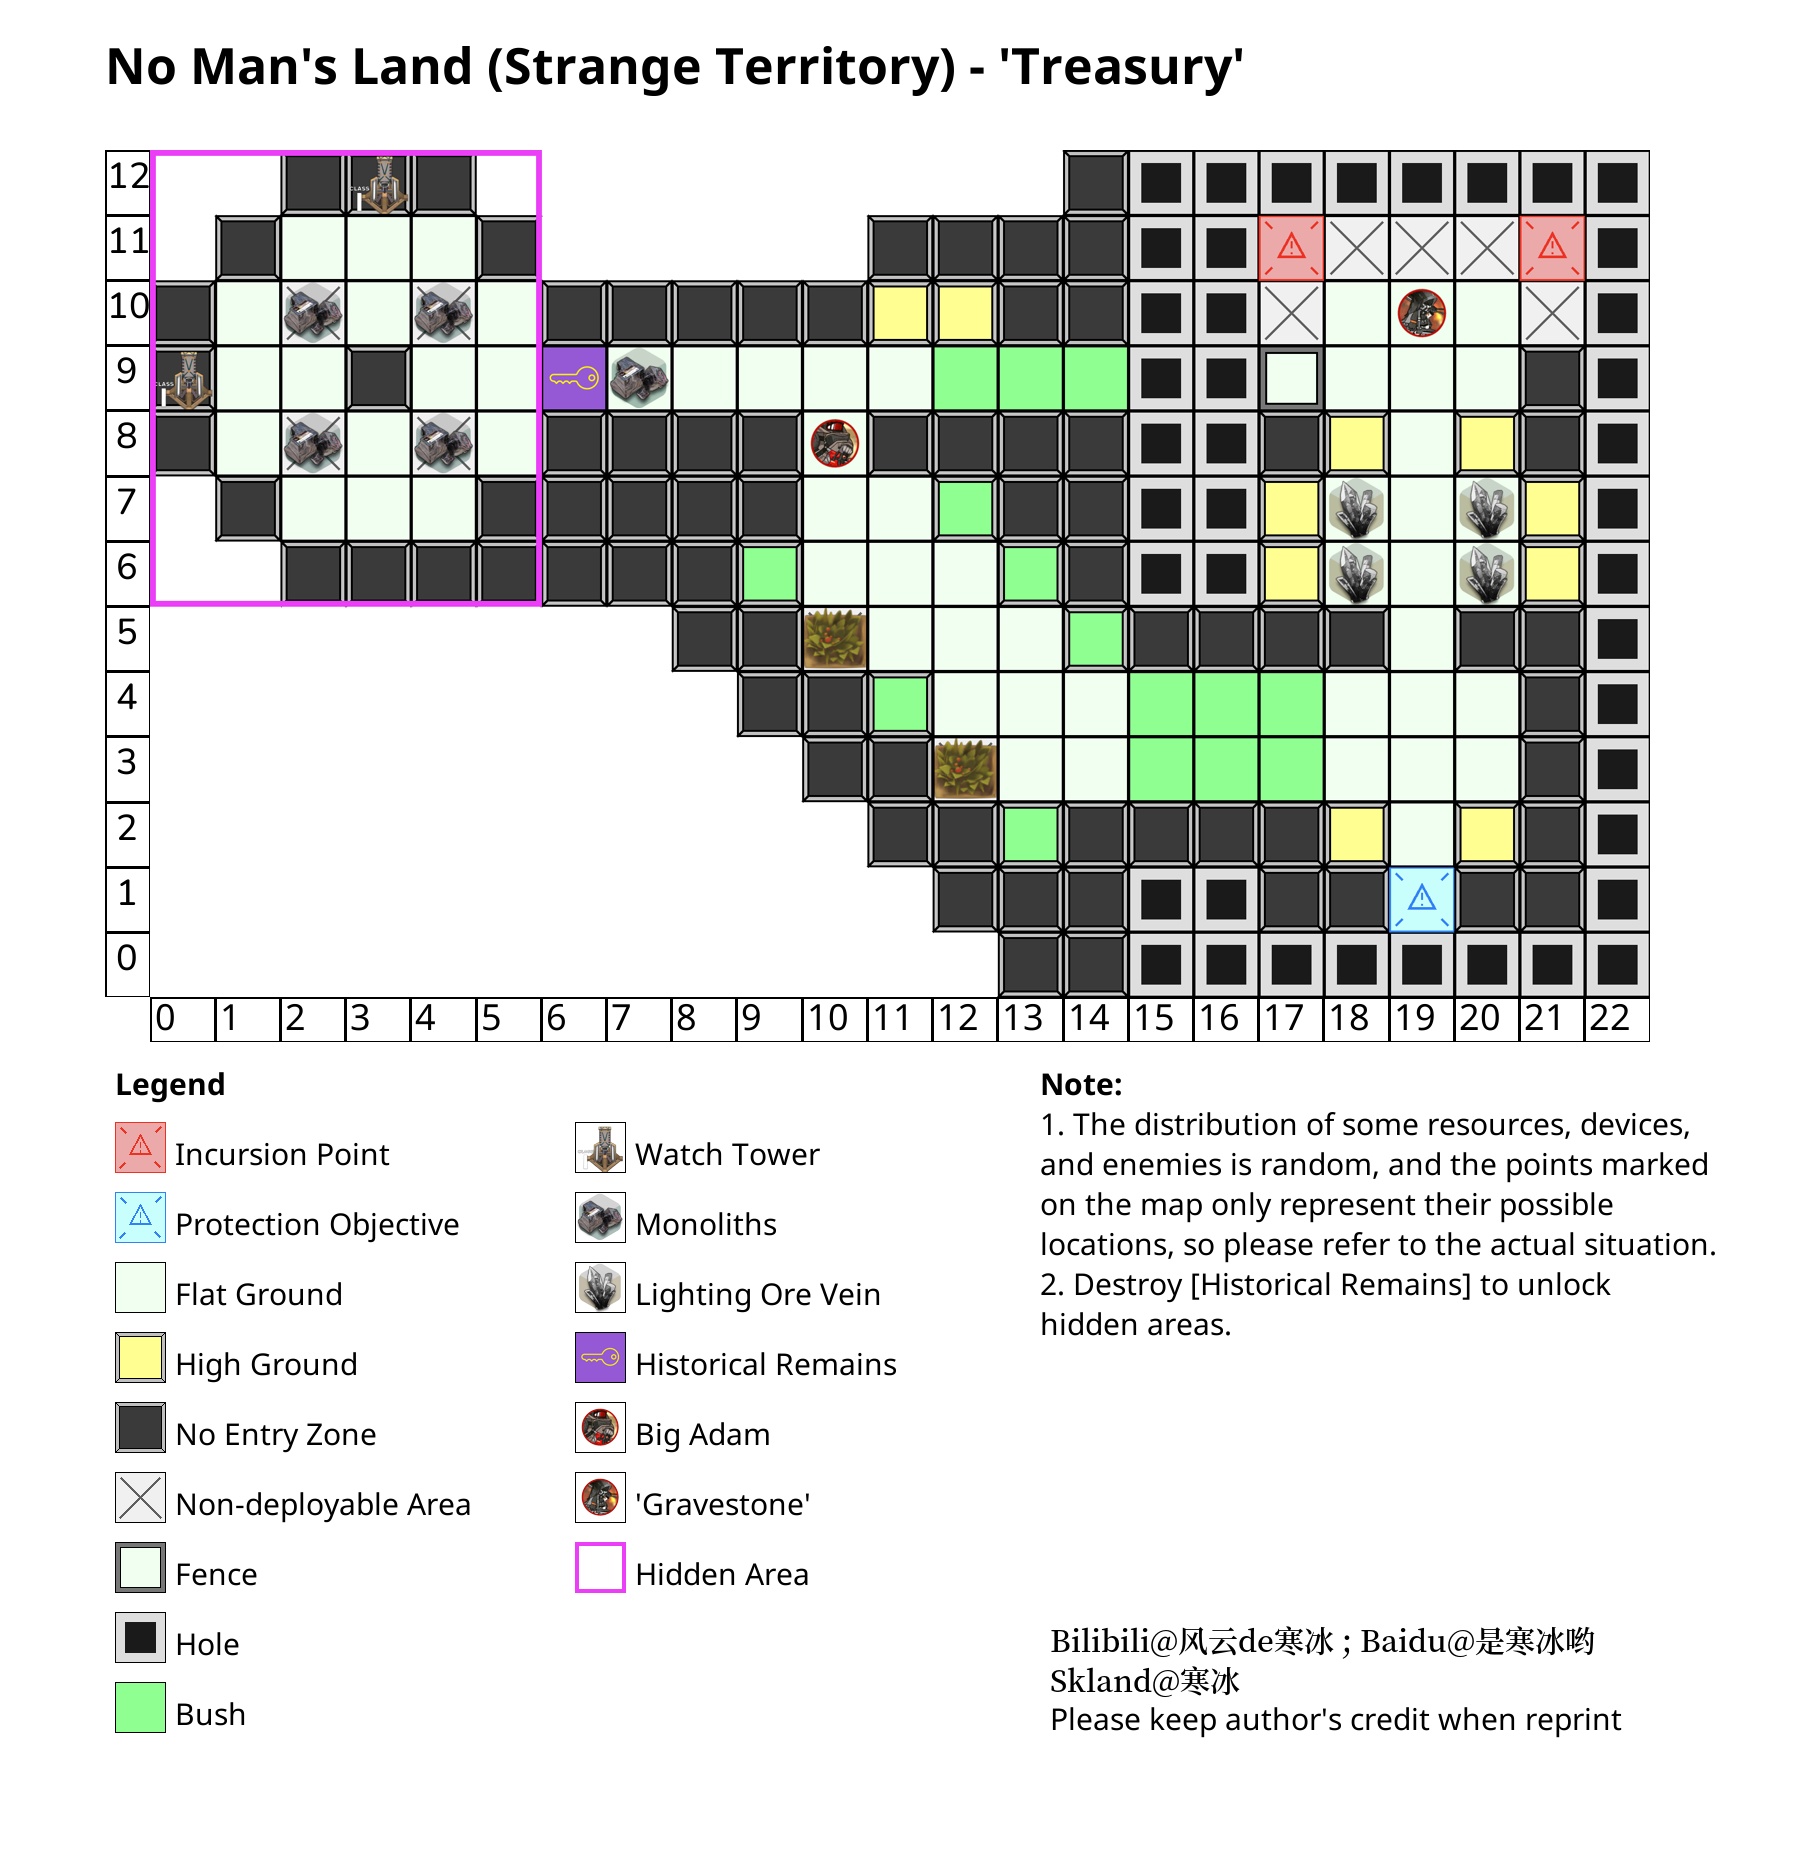 No Man's Land (Strange Territory) - 'Treasury'
12
CLASS
11
10
9
CLASS
8
7
6
5
4
3
2
1
0
0 1 2 3 4 5 6 7 8 9 10 11 12 13 14 15 16 17 18 19 20 21 22
Legend
Incursion Point
Protection Objective
Flat Ground
High Ground
No Entry Zone
Non-deployable Area
Fence
Hole
Bush
Watch Tower
Monoliths
Lighting Ore Vein
Historical Remains
Big Adam
'Gravestone'
Hidden Area
Note:
1. The distribution of some resources, devices,
and enemies is random, and the points marked
on the map only represent their possible
locations, so please refer to the actual situation.
2. Destroy [Historical Remains] to unlock
hidden areas.
Bilibili@风云de寒冰 ; Baidu@是寒冰哟
Skland@寒冰
Please keep author's credit when reprint